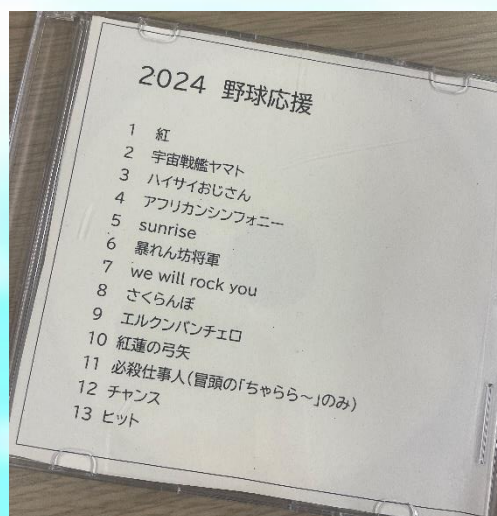 2024 野球応援
1 紅
2 宇宙戦艦ヤマト
3 ハイサイおじさん
4 アフリカンシンフォニー
5 sunrise
6 暴れん坊将軍
7 we will rock you
8 さくらんぼ
9 エルクンバンチェロ
10 紅蓮の弓矢
11 必殺仕事人(冒頭の「ちゃらら~」のみ)
12 チャンス
13 ヒット